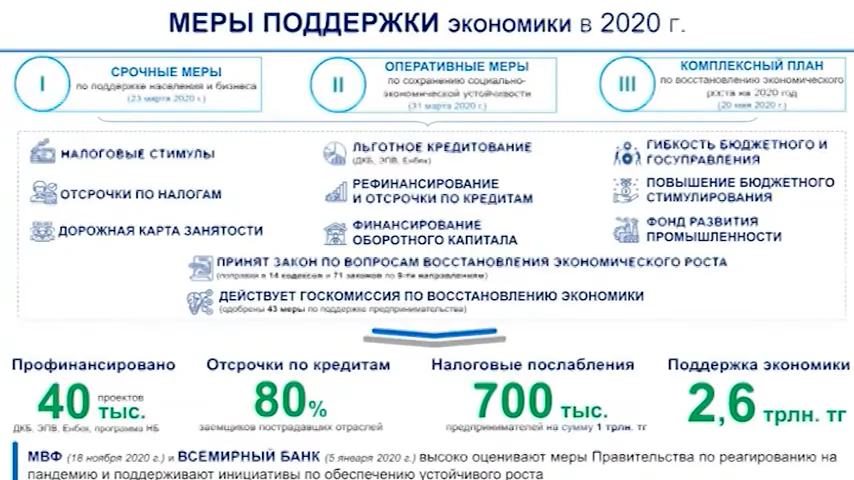 МЕРЫ ПОДДЕРЖКИ ЭКОНОМИКИ В 2020 г.
I
СРОЧНЫЕ МЕРЫ
по поддержке населения и бизнеса
(23 марта 2020 г.)
II
ОПЕРАТИВНЫЕ МЕРЫ
по сохранению социально-
экономической устойчивости
(31 марта 2020 г.)
III
КОМПЛЕКСНЫЙ ПЛАН
по восстановлению экономического
роста на 2020 год
(20 мая 2020 г.)
НАЛОГОВЫЕ СТИМУЛЫ
ОТСРОЧКИ ПО НАЛОГАМ
ДОРОЖНАЯ КАРТА ЗАНЯТОСТИ
ЛЬГОТНОЕ КРЕДИТОВАНИЕ
(ДКБ, ЭПВ, Еңбек)
РЕФИНАНСИРОВАНИЕ
И ОТСРОЧКИ ПО КРЕДИТАМ
ФИНАНСИРОВАНИЕ
ОБОРОТНОГО КАПИТАЛА
ГИБКОСТЬ БЮДЖЕТНОГО И
ГОСУПРАВЛЕНИЯ
ПОВЫШЕНИЕ БЮДЖЕТНОГО
СТИМУЛИРОВАНИЯ
ФОНД РАЗВИТИЯ
ПРОМЫШЛЕННОСТИ
ПРИНЯТ ЗАКОН ПО ВОПРОСАМ ВОССТАНОВЛЕНИЯ ЭКОНОМИЧЕСКОГО РОСТА
(поправки в 14 кодексов и 71 законов по 9-ти направлениям)
ДЕЙСТВУЕТ ГОСКОМИССИЯ ПО ВОССТАНОВЛЕНИЮ ЭКОНОМИКИ
(одобрены 43 меры по поддержке предпринимательства)
Профинансировано
40 проектов
тыс.
ДКБ, ЭПВ, Еңбек, программа НБ
Отсрочки по кредитам
80%
заемщиков пострадавших отраслей
Налоговые послабления
700 тыс.
предпринимателей на сумму 1 трлн. тг
Поддержка экономики
2,6 трлн. тг
МВФ (18 ноября 2020 г.) и ВСЕМИРНЫЙ БАНК (5 января 2020 г.) высоко оценивают меры Правительства по реагированию на
пандемию и поддерживают инициативы по обеспечению устойчивого роста